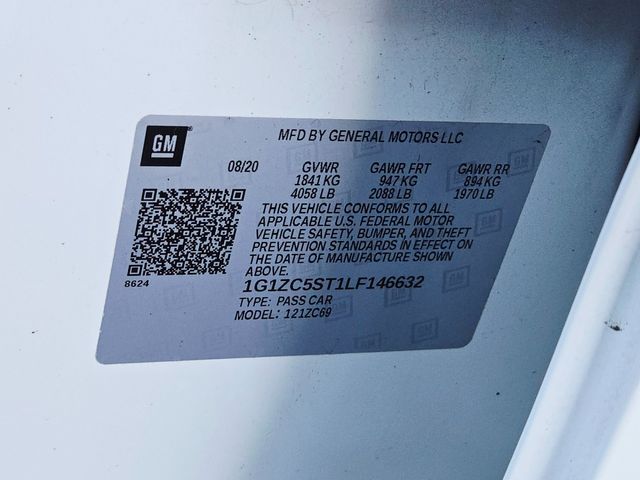 GM
MFD BY GENERAL MOTORS LLC
08/20 GVWR GAWR FRT GAWR RR
1841 KG 947 KG 894 KG
4058 LB 2088 LB 1970 LB
THIS VEHICLE CONFORMS TO ALL
APPLICABLE U.S. FEDERAL MOTOR
VEHICLE SAFETY, BUMPER, AND THEFT
PREVENTION STANDARDS IN EFFECT ON
THE DATE OF MANUFACTURE SHOWN
ABOVE.
8624
1G1ZC5ST1LF146632
TYPE: PASS CAR
MODEL: 121ZC69